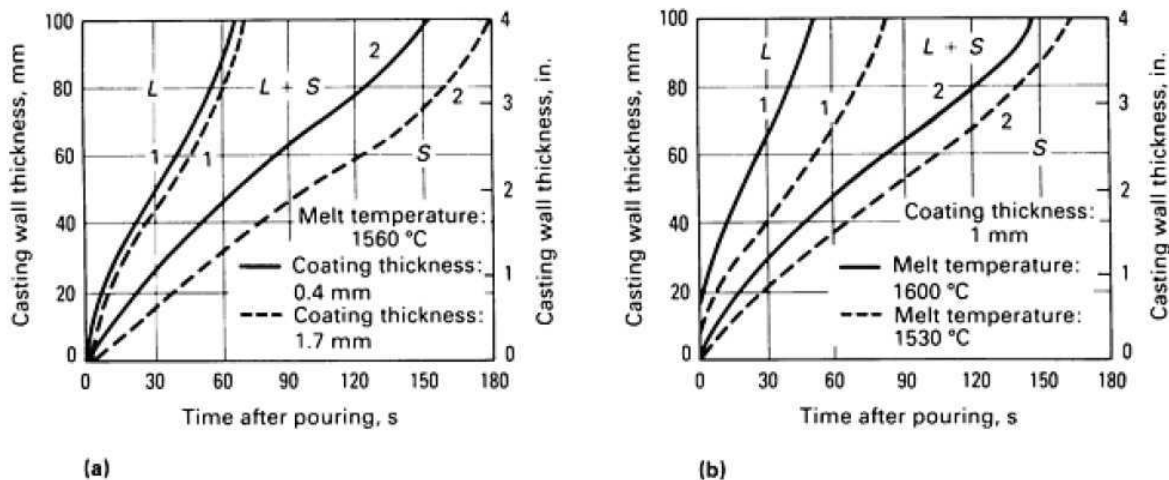 Casting wall thickness, mm
100
80
60
40
20
0
L
L + S
2
1
1
2
S
Melt temperature:
1560 °C
Coating thickness:
0.4 mm
Coating thickness:
1.7 mm
4
3
2
1
0
Casting wall thickness, in.
0 30 60 90 120 150 180
Time after pouring, s
(a)
Casting wall thickness, mm
100
80
60
40
20
0
L
L + S
1
1
2
2
S
Coating thickness:
1 mm
Melt temperature:
1600 °C
Melt temperature:
1530 °C
4
3
2
1
0
Casting wall thickness, in.
0 30 60 90 120 150 180
Time after pouring, s
(b)